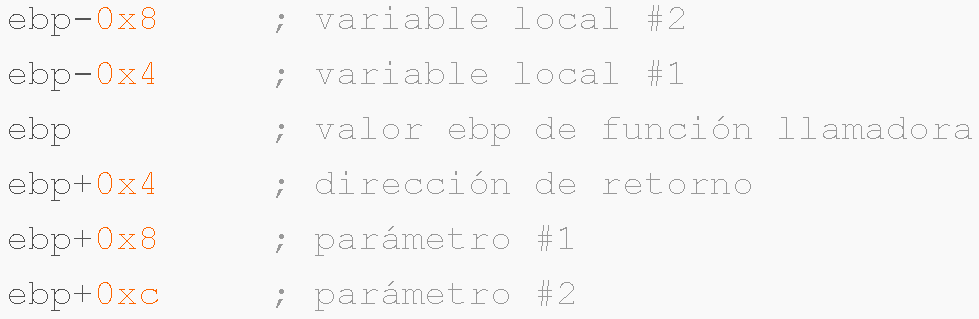 ebp-0x8 ; variable local #2
ebp-0x4 ; variable local #1
ebp ; valor ebp de función llamadora
ebp+0x4 ; dirección de retorno
ebp+0x8 ; parámetro #1
ebp+0xc ; parámetro #2